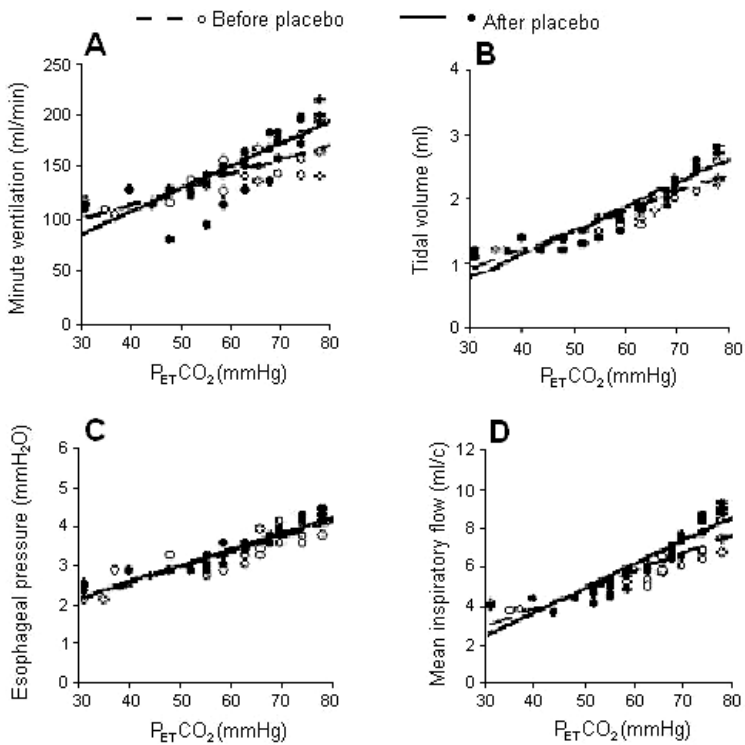 Before placebo
After placebo
A
Minute ventilation (ml/min)
250
200
150
100
50
0
30 40 50 60 70 80
PETCO2 (mmHg)
B
Tidal volume (ml)
4
3
2
1
0
30 40 50 60 70 80
PETCO2 (mmHg)
C
Esophageal pressure (mmH2O)
6
5
4
3
2
1
0
30 40 50 60 70 80
PETCO2 (mmHg)
D
Mean inspiratory flow (ml/c)
12
10
8
6
4
2
0
30 40 50 60 70 80
PETCO2 (mmHg)